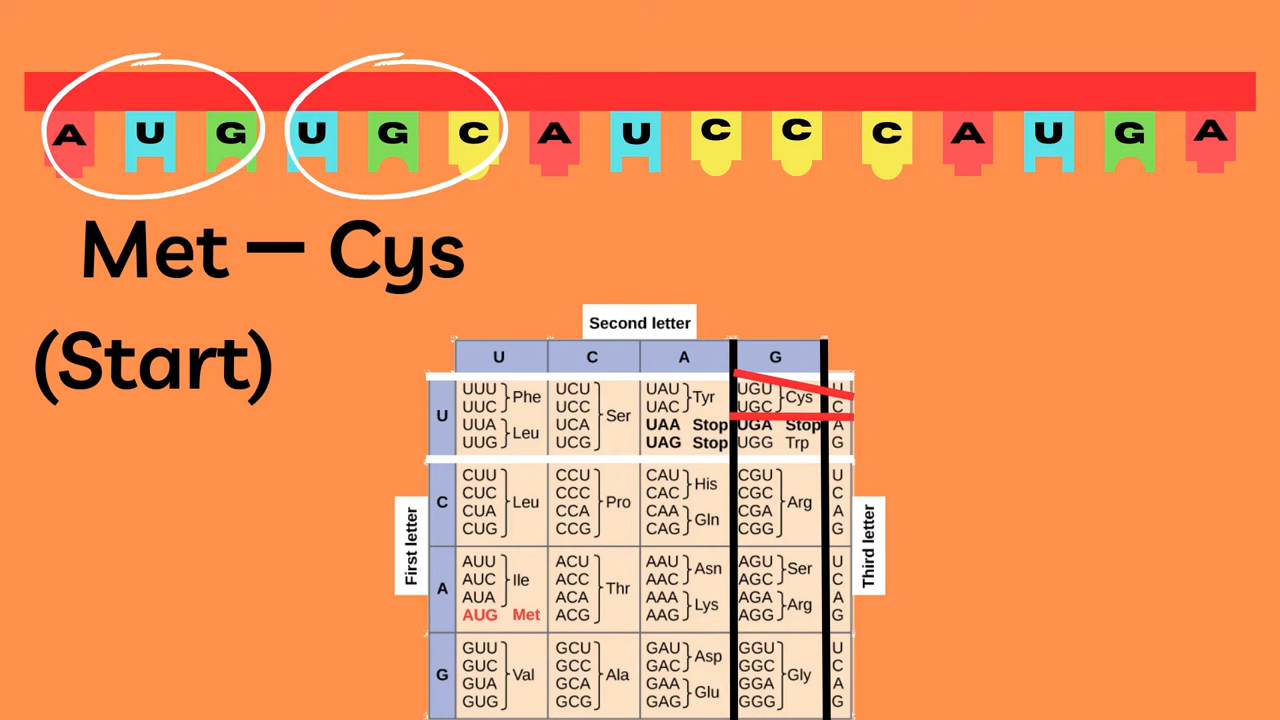 A U G U G C A U C C C A U G A
Met – Cys
(Start)
Second letter
U C A G
UUU Phe UCU Ser UAU Tyr UGU Cys U
UUC UCC UAC UGC C
U
UUA Leu UCA UAA Stop UGA Stop A
UUG UCG UAG Stop UGG Trp G
CUU Leu CCU Pro CAU His CGU Arg U
CUC CCC CAC CGC C
C
CUA CCA CAA Gln CGA A
CUG CCG CAG CGG G
First letter
Third letter
AUU Ile ACU Thr AAU Asn AGU Ser U
AUC ACC AAC AGC C
A
AUA ACA AAA Lys AGA Arg A
AUG Met ACG AAG AGG G
GUU Val GCU Ala GAU Asp GGU Gly U
GUC GCC GAC GGC C
G
GUA GCA GAA Glu GGA A
GUG GCG GAG GGG G